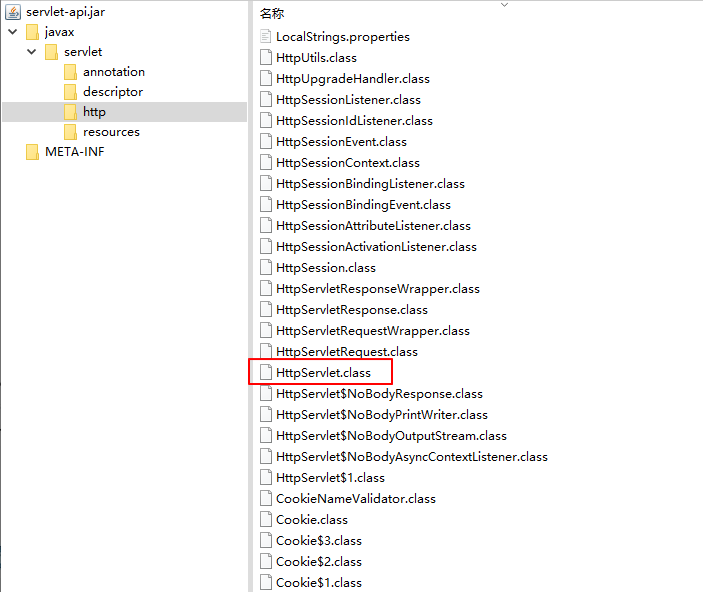 servlet-api.jar
javax
servlet
annotation
descriptor
http
resources
META-INF
名称
LocalStrings.properties
HttpUtils.class
HttpUpgradeHandler.class
HttpSessionListener.class
HttpSessionIdListener.class
HttpSessionEvent.class
HttpSessionContext.class
HttpSessionBindingListener.class
HttpSessionBindingEvent.class
HttpSessionAttributeListener.class
HttpSessionActivationListener.class
HttpSession.class
HttpServletResponseWrapper.class
HttpServletResponse.class
HttpServletRequestWrapper.class
HttpServletRequest.class
HttpServlet.class
HttpServlet$NoBodyResponse.class
HttpServlet$NoBodyPrintWriter.class
HttpServlet$NoBodyOutputStream.class
HttpServlet$NoBodyAsyncContextListener.class
HttpServlet$1.class
CookieNameValidator.class
Cookie.class
Cookie$3.class
Cookie$2.class
Cookie$1.class